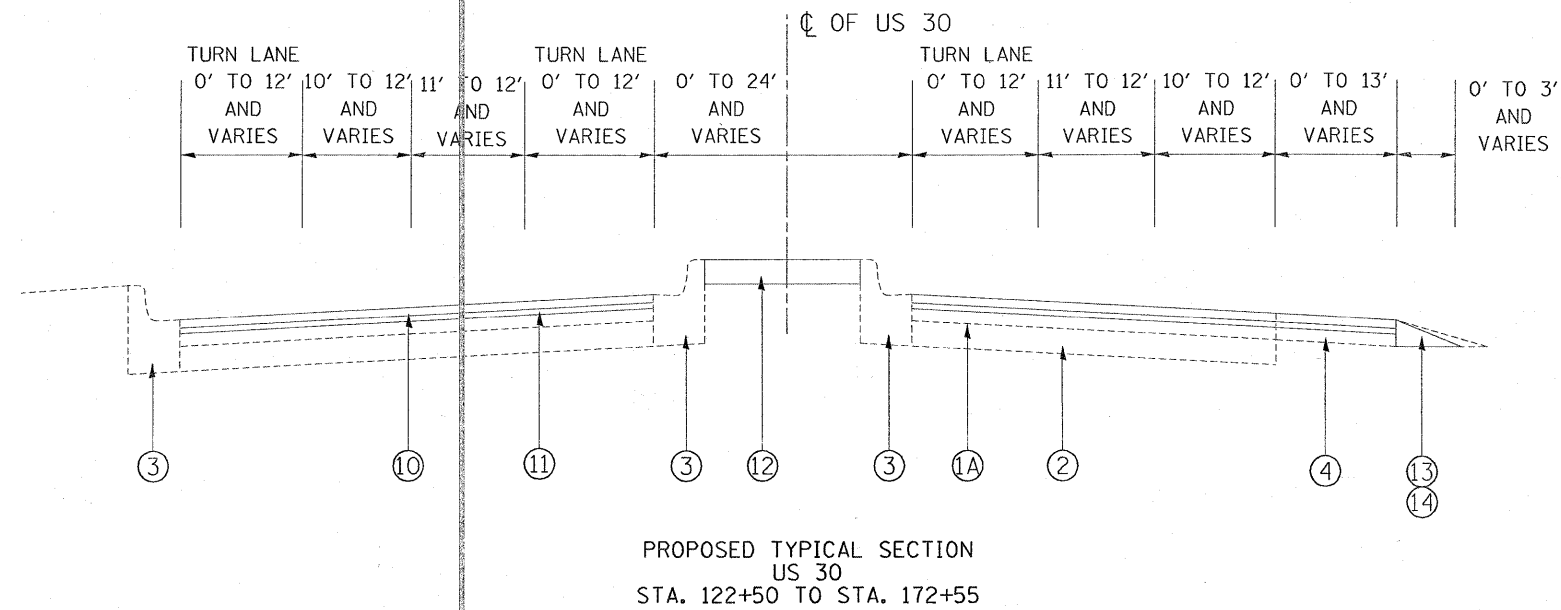 ℄ OF US 30
TURN LANE
0' TO 12'
AND
VARIES
10' TO 12'
AND
VARIES
11' TO 12'
AND
VARIES
TURN LANE
0' TO 12'
AND
VARIES
0' TO 24'
AND
VARIES
TURN LANE
0' TO 12'
AND
VARIES
11' TO 12'
AND
VARIES
10' TO 12'
AND
VARIES
0' TO 13'
AND
VARIES
0' TO 3'
AND
VARIES
3
10
11
3
12
3
1A
2
4
13
14
PROPOSED TYPICAL SECTION
US 30
STA. 122+50 TO STA. 172+55